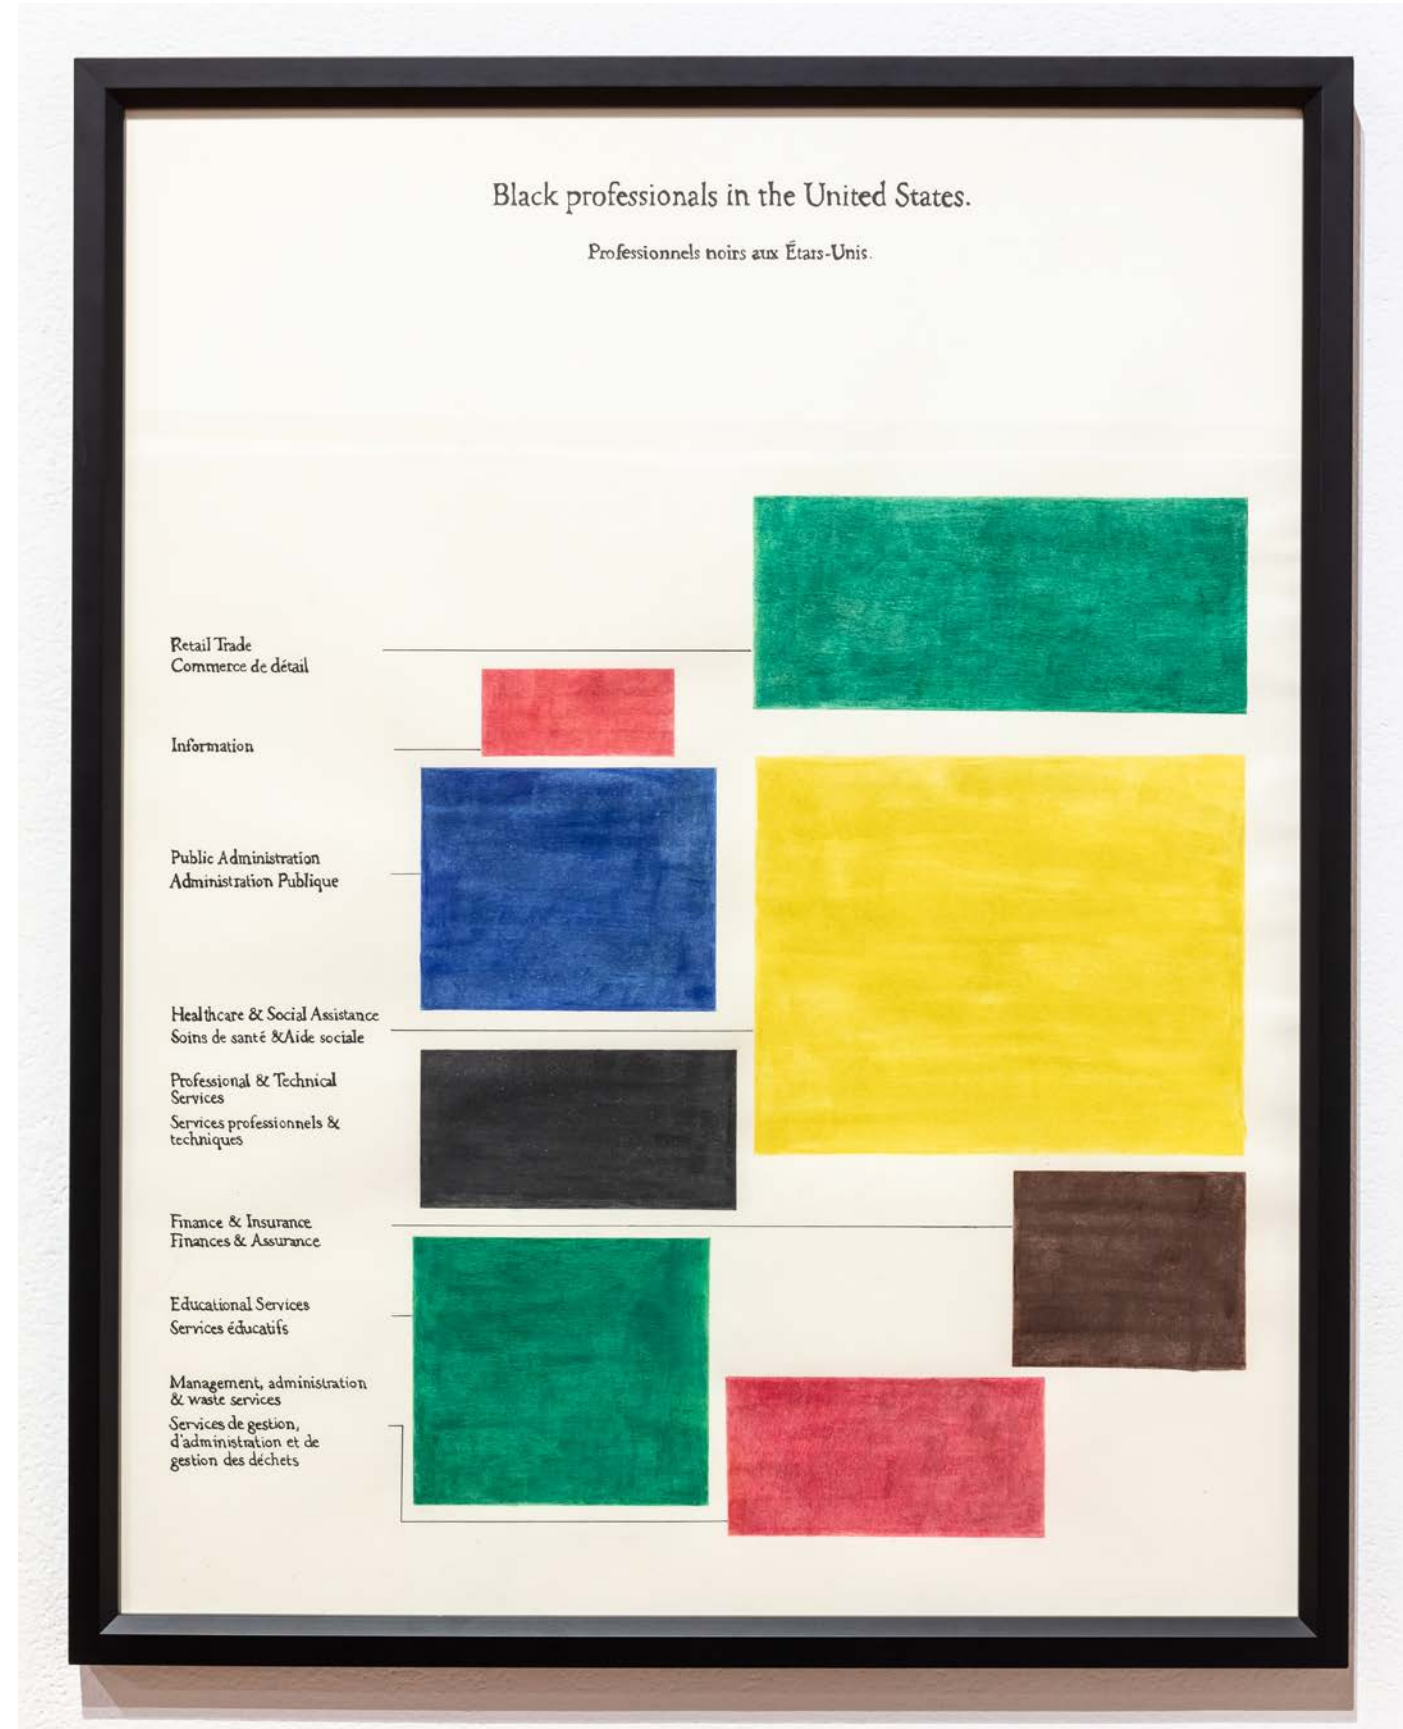 Black professionals in the United States.
Professionnels noirs aux États-Unis.
Retail Trade
Commerce de détail
Information
Public Administration
Administration Publique
Healthcare & Social Assistance
Soins de santé &Aide sociale
Professional & Technical
Services
Services professionnels &
techniques
Finance & Insurance
Finances & Assurance
Educational Services
Services éducatifs
Management, administration
& waste services
Services de gestion,
d'administration et de
gestion des déchets